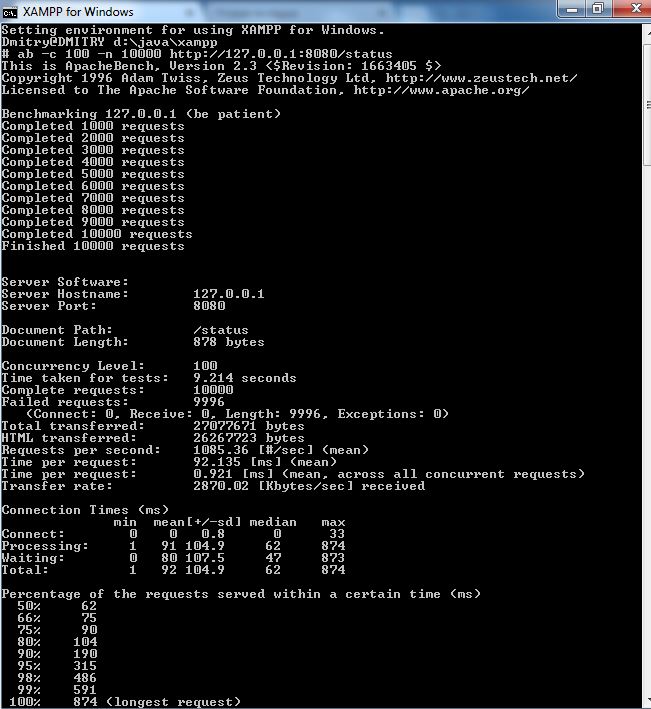 XAMPP for Windows
Setting environment for using XAMPP for Windows.
Dmitry@DMITRY d:\java\xampp
# ab -c 100 -n 10000 http://127.0.0.1:8080/status
This is ApacheBench, Version 2.3 <$Revision: 1663405 $>
Copyright 1996 Adam Twiss, Zeus Technology Ltd, http://www.zeustech.net/
Licensed to The Apache Software Foundation, http://www.apache.org/

Benchmarking 127.0.0.1 (be patient)
Completed 1000 requests
Completed 2000 requests
Completed 3000 requests
Completed 4000 requests
Completed 5000 requests
Completed 6000 requests
Completed 7000 requests
Completed 8000 requests
Completed 9000 requests
Completed 10000 requests
Finished 10000 requests


Server Software:
Server Hostname:        127.0.0.1
Server Port:            8080

Document Path:          /status
Document Length:        878 bytes

Concurrency Level:      100
Time taken for tests:   9.214 seconds
Complete requests:      10000
Failed requests:        9996
   (Connect: 0, Receive: 0, Length: 9996, Exceptions: 0)
Total transferred:      27077671 bytes
HTML transferred:       26267723 bytes
Requests per second:    1085.36 [#/sec] (mean)
Time per request:       92.135 [ms] (mean)
Time per request:       0.921 [ms] (mean, across all concurrent requests)
Transfer rate:          2870.02 [Kbytes/sec] received

Connection Times (ms)
              min  mean[+/-sd] median   max
Connect:        0    0   0.8      0      33
Processing:     1   91 104.9     62     874
Waiting:        0   80 107.5     47     873
Total:          1   92 104.9     62     874

Percentage of the requests served within a certain time (ms)
  50%     62
  66%     75
  75%     90
  80%    104
  90%    190
  95%    315
  98%    486
  99%    591
 100%    874 (longest request)